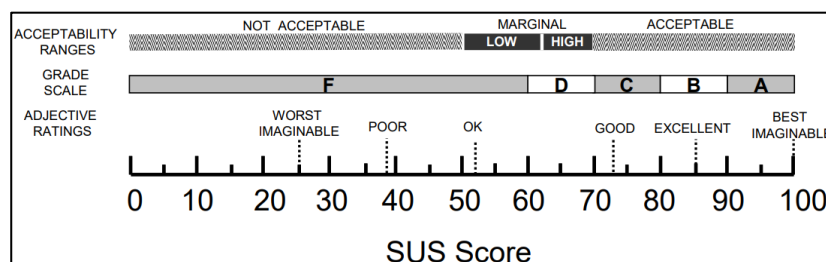 ACCEPTABILITY RANGES
NOT ACCEPTABLE
MARGINAL
ACCEPTABLE
LOW
HIGH
GRADE SCALE
F D C B A
ADJECTIVE RATINGS
WORST IMAGINABLE
POOR
OK
GOOD
EXCELLENT
BEST IMAGINABLE
0 10 20 30 40 50 60 70 80 90 100
SUS Score